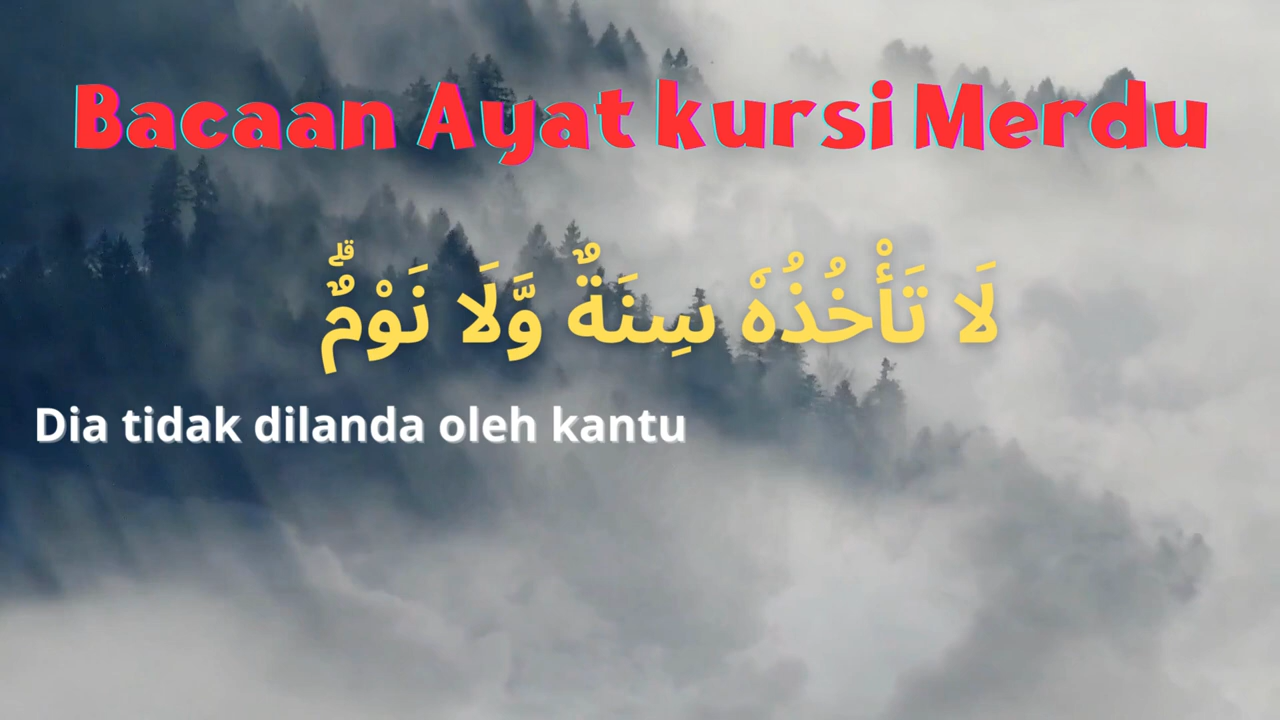 Bacaan Ayat kursi Merdu
لَا تَأْخُذُهٗ سِنَةٌ وَّلَا نَوْمٌۗ
Dia tidak dilanda oleh kantu